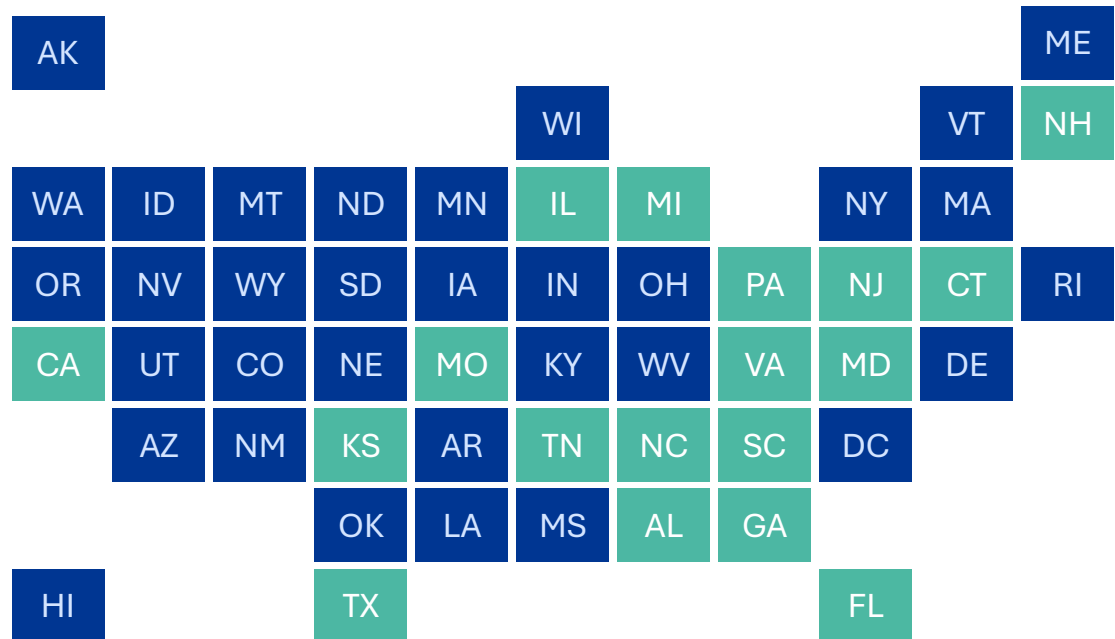 AK ME
WI VT NH
WA ID MT ND MN IL MI NY MA
OR NV WY SD IA IN OH PA NJ CT RI
CA UT CO NE MO KY WV VA MD DE
AZ NM KS AR TN NC SC DC
OK LA MS AL GA
HI TX FL